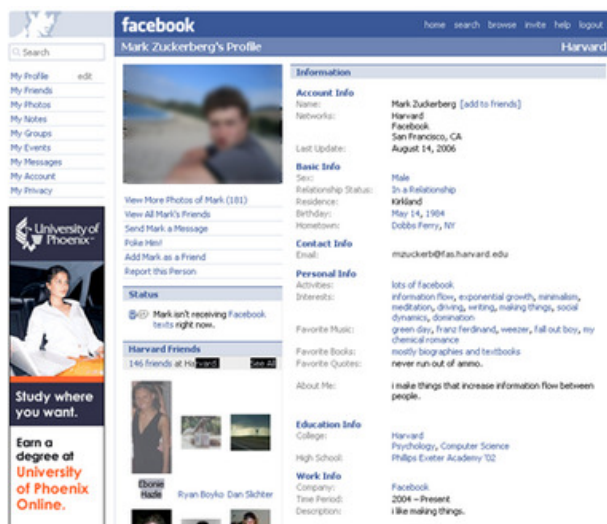 facebook
home search browse invite help logout
Search
Mark Zuckerberg's Profile
Harvard
My Profile edit
My Friends
My Photos
My Notes
My Groups
My Events
My Messages
My Account
My Privacy
University of Phoenix
Study where
you want.
Earn a
degree at
University
of Phoenix
Online.
View More Photos of Mark (181)
View All Mark's Friends
Send Mark a Message
Poke Him!
Add Mark as a Friend
Report this Person
Status
Mark isn't receiving Facebook
texts right now.
Harvard Friends
146 friends at Harvard. See All
Ebonie
Hazle
Ryan Boyko Dan Slichter
Information
Account Info
Name: Mark Zuckerberg [add to friends]
Networks: Harvard
Facebook
San Francisco, CA
Last Update: August 14, 2006
Basic Info
Sex: Male
Relationship Status: In a Relationship
Residence: Kirkland
Birthday: May 14, 1984
Hometown: Dobbs Ferry, NY
Contact Info
Email: mzuckerb@fas.harvard.edu
Personal Info
Activities: lots of facebook
Interests: information flow, exponential growth, minimalism,
meditation, driving, writing, making things, social
dynamics, domination
Favorite Music: green day, franz ferdinand, weezer, fall out boy, my
chemical romance
Favorite Books: mostly biographies and textbooks
Favorite Quotes: never run out of ammo.
About Me: i make things that increase information flow between
people.
Education Info
College: Harvard
Psychology, Computer Science
High School: Phillips Exeter Academy '02
Work Info
Company: Facebook
Time Period: 2004 – Present
Description: i like making things.